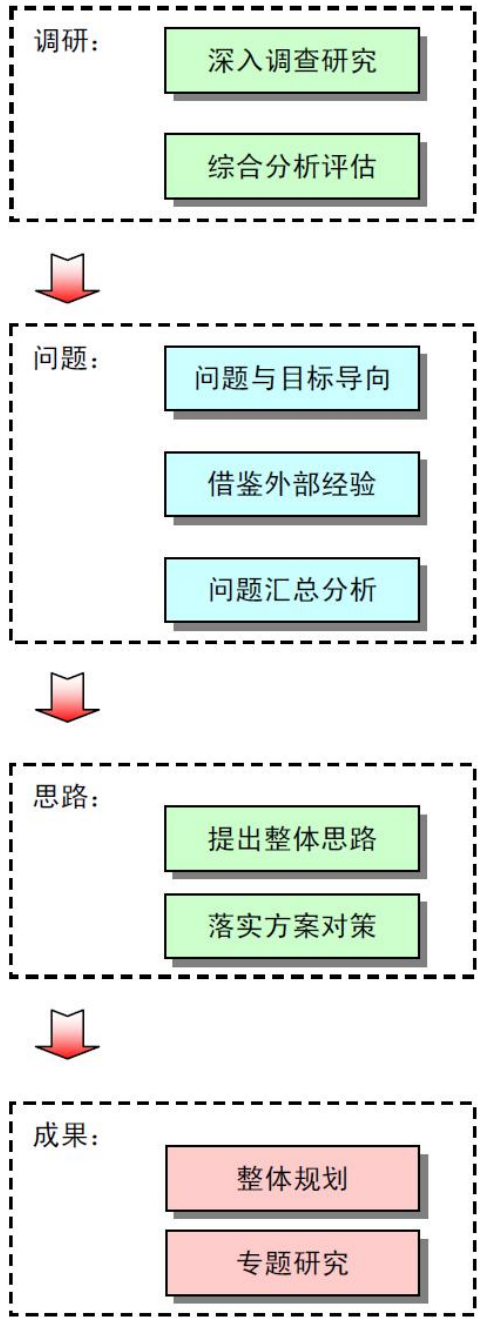 调研：
深入调查研究
综合分析评估
问题：
问题与目标导向
借鉴外部经验
问题汇总分析
思路：
提出整体思路
落实方案对策
成果：
整体规划
专题研究